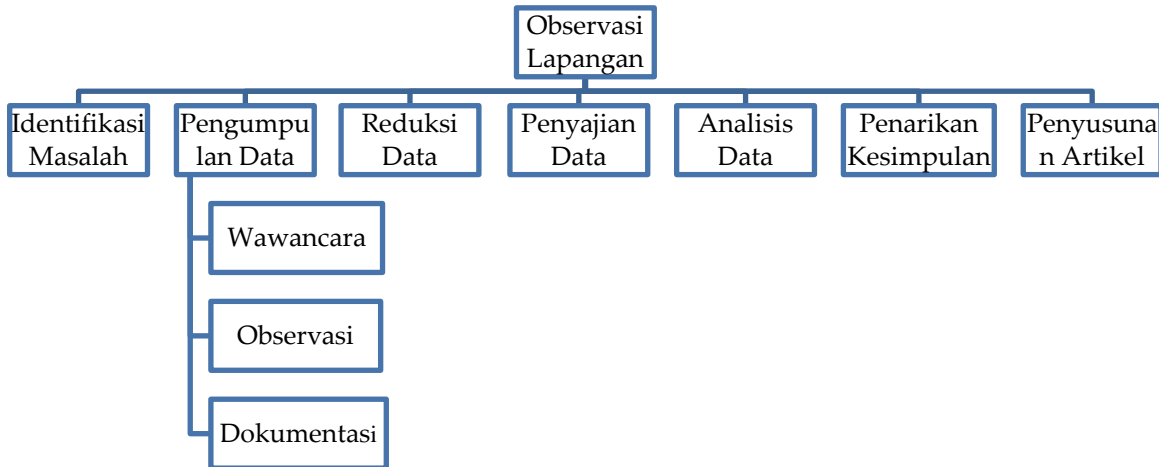 Observasi
Lapangan
Identifikasi
Masalah
Pengumpu
lan Data
Reduksi
Data
Penyajian
Data
Analisis
Data
Penarikan
Kesimpulan
Penyusuna
n Artikel
Wawancara
Observasi
Dokumentasi